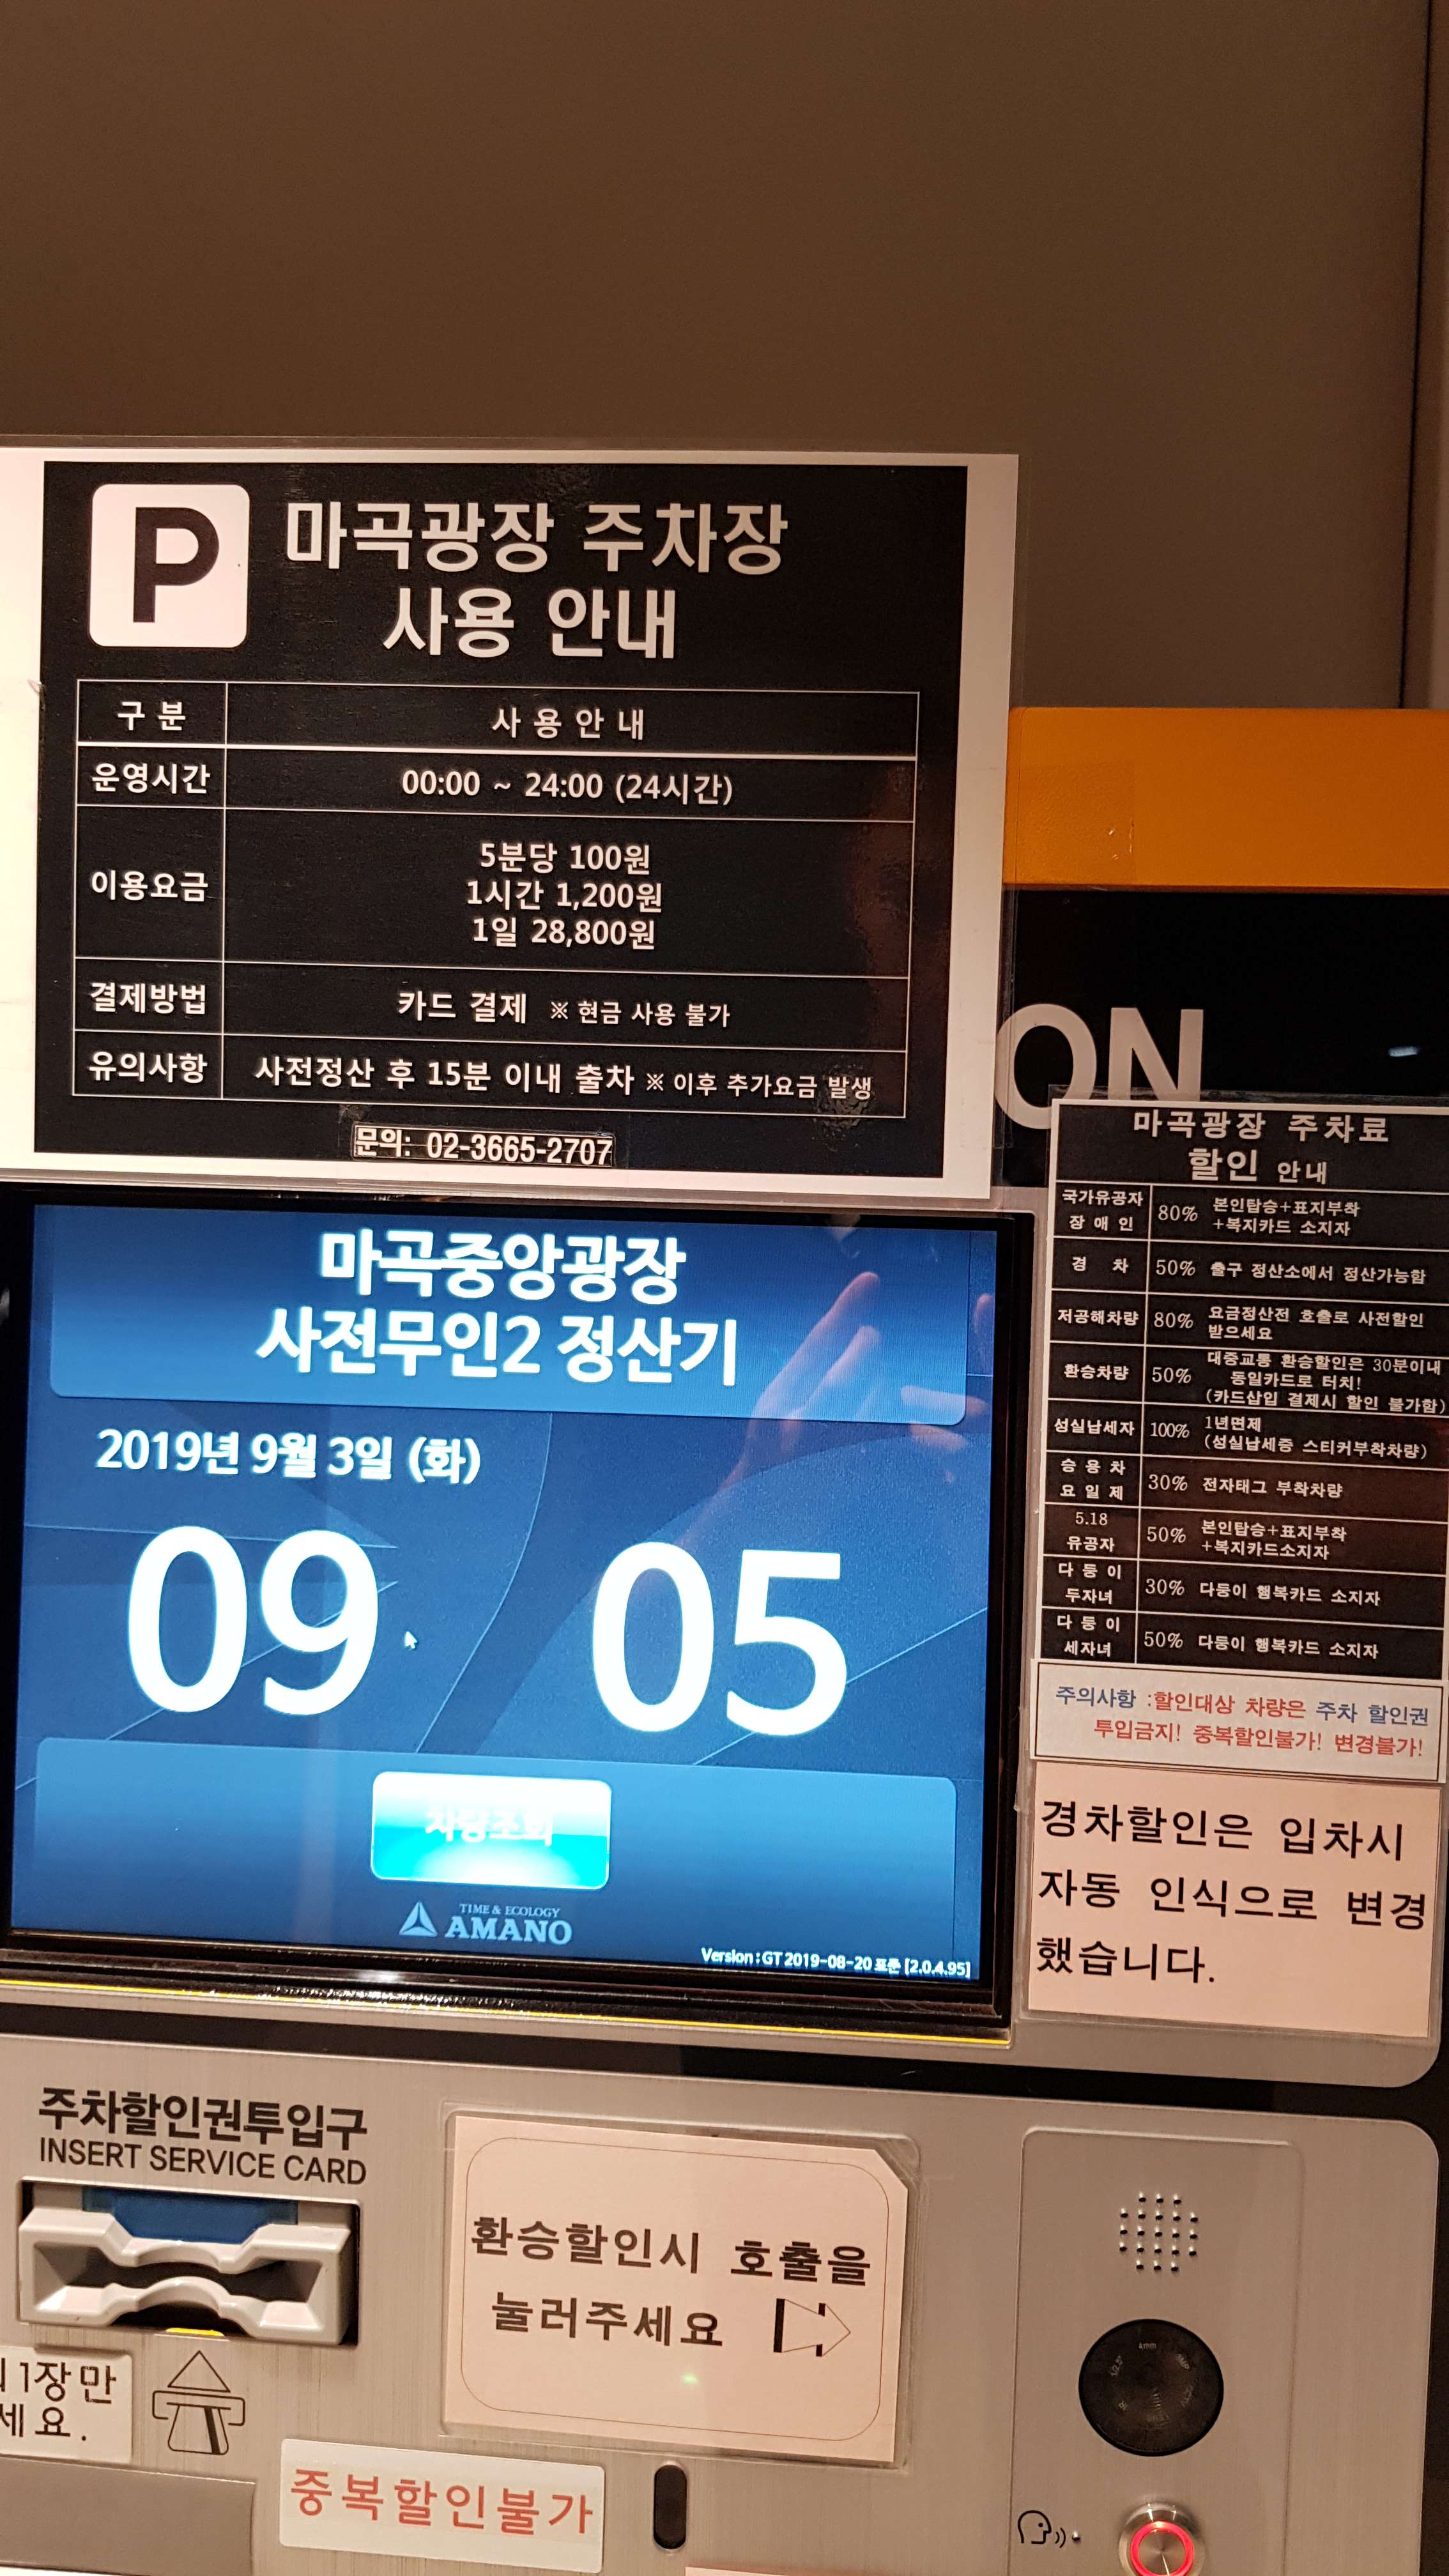 P
마곡광장 주차장
사용 안내
구 분 사 용 안 내
운영시간 00:00 ~ 24:00 (24시간)
이용요금
5분당 100원
1시간 1,200원
1일 28,800원
결제방법 카드 결제 ※ 현금 사용 불가
유의사항 사전정산 후 15분 이내 출차 ※ 이후 추가요금 발생
문의: 02-3665-2707
ON
마곡광장 주차료
할인 안내
국가유공자
장 애 인
80%
본인탑승+표지부착
+복지카드 소지자
경 차 50% 출구 정산소에서 정산가능함
저공해차량 80%
요금정산전 호출로 사전할인
받으세요
환승차량 50%
대중교통 환승할인은 30분이내
동일카드로 터치!
(카드삽입 결제시 할인 불가함)
성실납세자 100%
1년면제
(성실납세증 스티커부착차량)
승 용 차
요 일 제
30% 전자태그 부착차량
5.18
유공자
50%
본인탑승+표지부착
+복지카드소지자
다 둥 이
두자녀
30% 다둥이 행복카드 소지자
다 둥 이
세자녀
50% 다둥이 행복카드 소지자
주의사항 :할인대상 차량은 주차 할인권
투입금지! 중복할인불가! 변경불가!
경차할인은 입차시
자동 인식으로 변경
했습니다.
마곡중앙광장
사전무인2 정산기
2019년 9월 3일 (화)
09 05
차량조회
TIME & ECOLOGY
AMANO
Version : GT 2019-08-20 표준 [2.0.4.95]
주차할인권투입구
INSERT SERVICE CARD
환승할인시 호출을
눌러주세요
1장만
세요.
중복할인불가